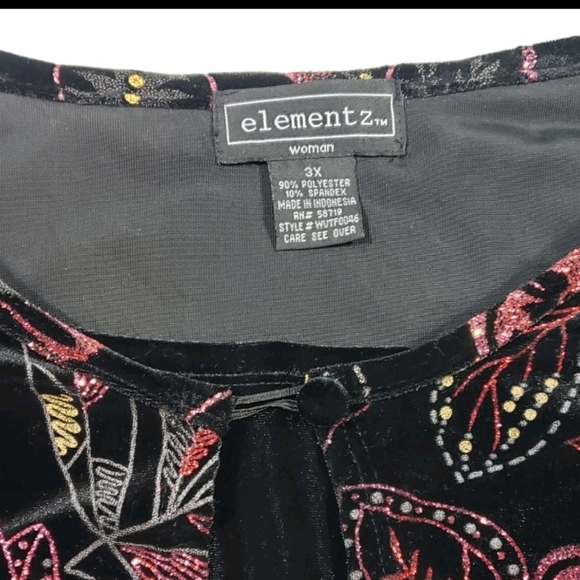 elementz™
woman
3X
90% POLYESTER
10% SPANDEX
MADE IN INDONESIA
RN# 58719
STYLE # WUTF0046
CARE SEE OVER